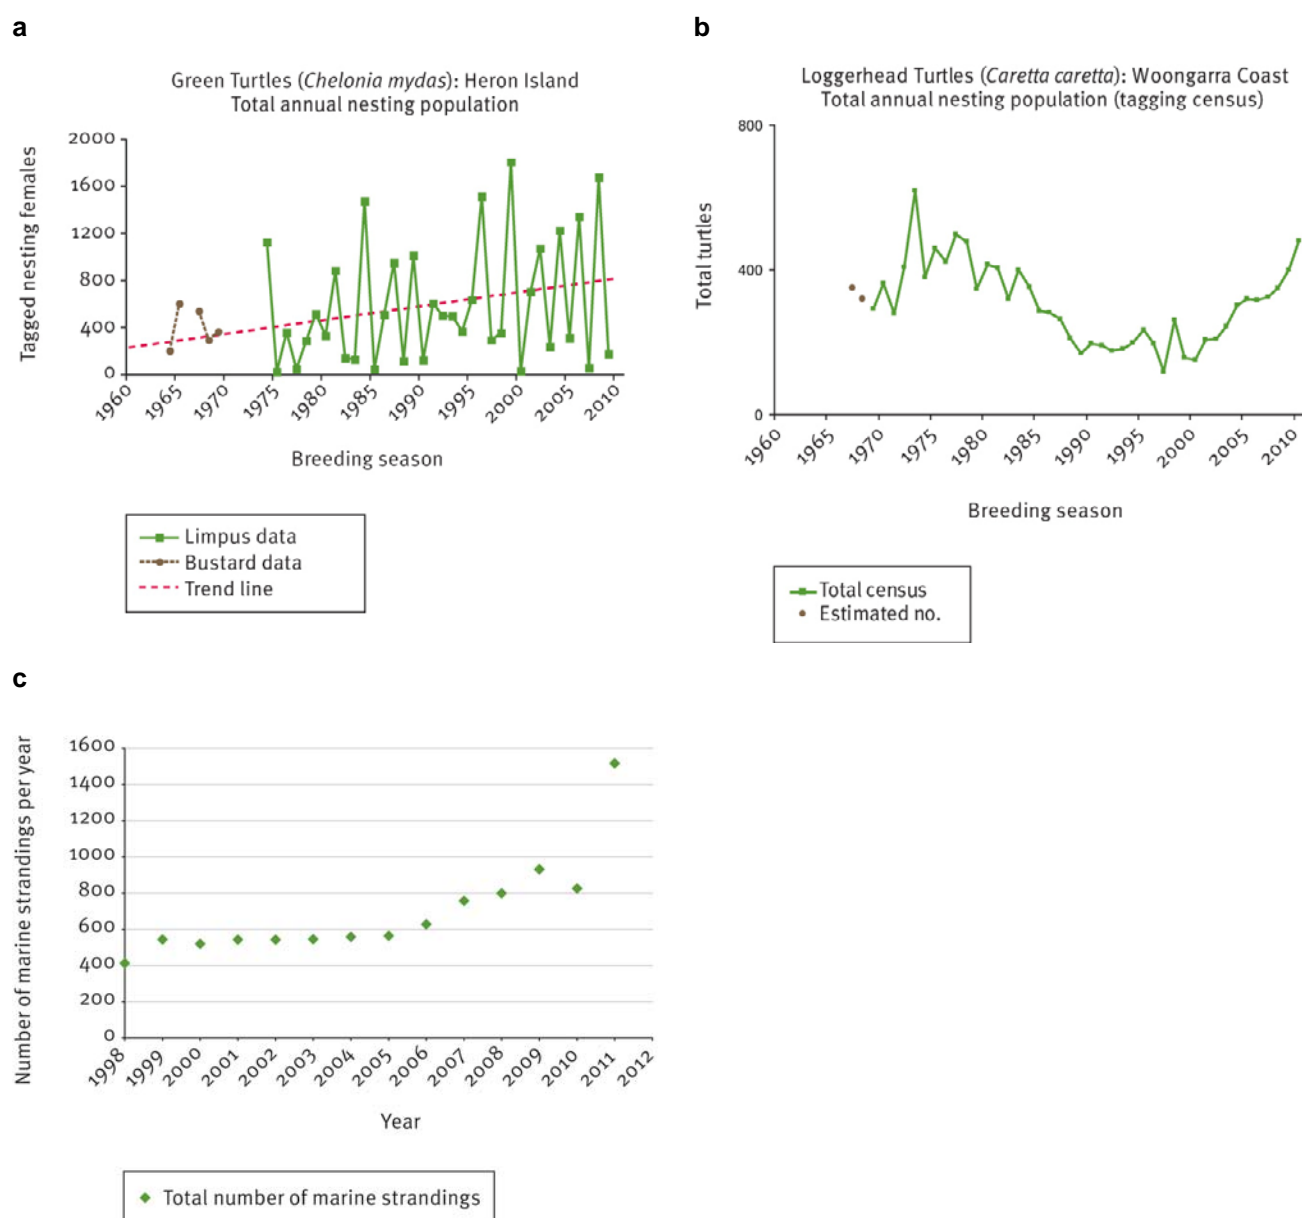 a
Green Turtles (Chelonia mydas): Heron Island
Total annual nesting population
Tagged nesting females
2000
1600
1200
800
400
0
1960
1965
1970
1975
1980
1985
1990
1995
2000
2005
2010
Breeding season
Limpus data
Bustard data
Trend line
b
Loggerhead Turtles (Caretta caretta): Woongarra Coast
Total annual nesting population (tagging census)
Total turtles
800
400
0
1960
1965
1970
1975
1980
1985
1990
1995
2000
2005
2010
Breeding season
Total census
Estimated no.
c
Number of marine strandings per year
1600
1400
1200
1000
800
600
400
200
0
1998
1999
2000
2001
2002
2003
2004
2005
2006
2007
2008
2009
2010
2011
2012
Year
Total number of marine strandings